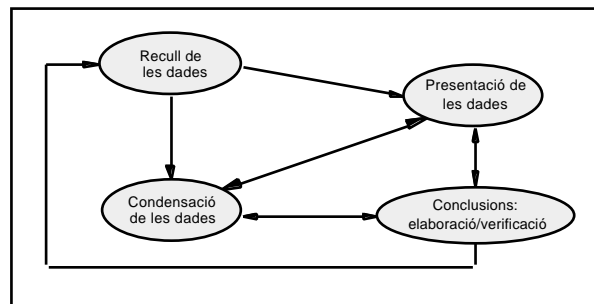 Recull de
les dades
Presentació de
les dades
Condensació
de les dades
Conclusions:
elaboració/verificació